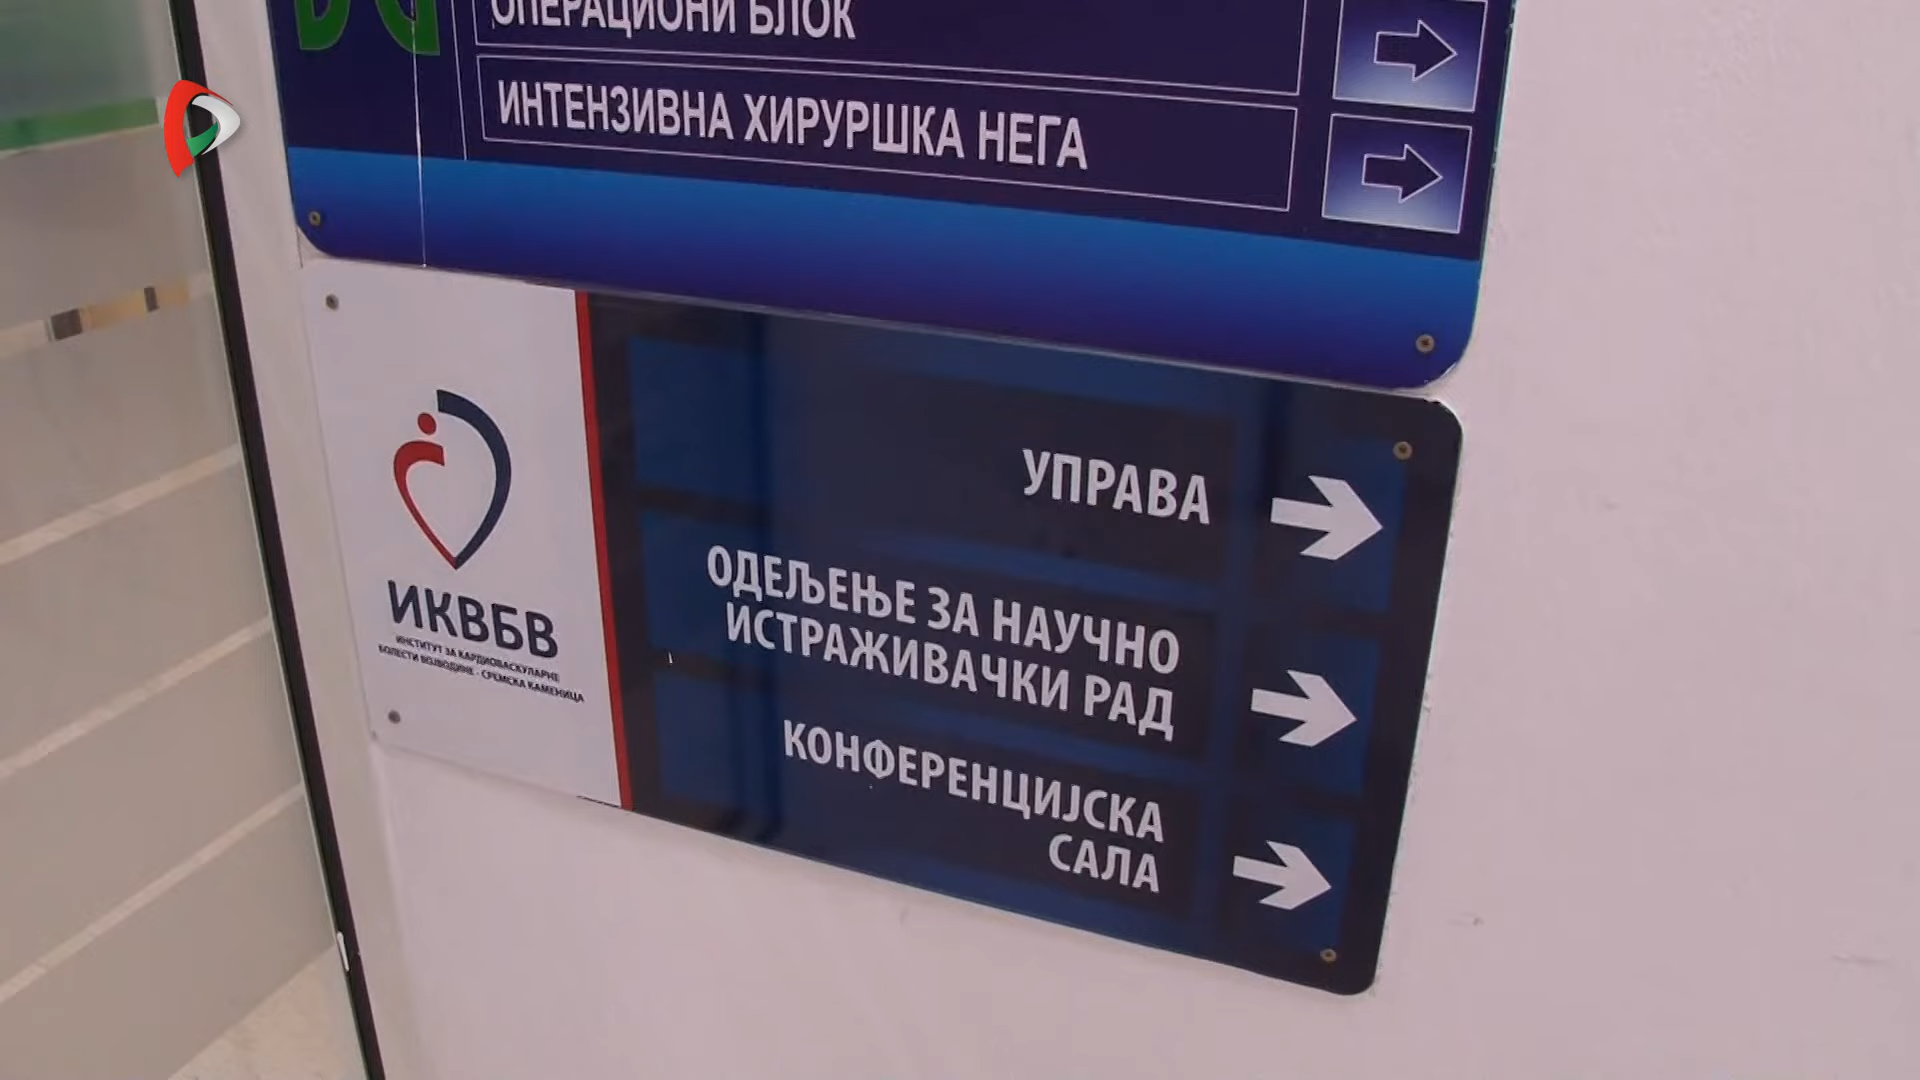 ОПЕРАЦИОНИ БЛОК
ИНТЕНЗИВНА ХИРУРШКА НЕГА
ИКВБВ
ИНСТИТУТ ЗА КАРДИОВАСКУЛАРНЕ
БОЛЕСТИ ВОЈВОДИНЕ - СРЕМСКА КАМЕНИЦА
УПРАВА
ОДЕЉЕЊЕ ЗА НАУЧНО
ИСТРАЖИВАЧКИ РАД
КОНФЕРЕНЦИЈСКА
САЛА